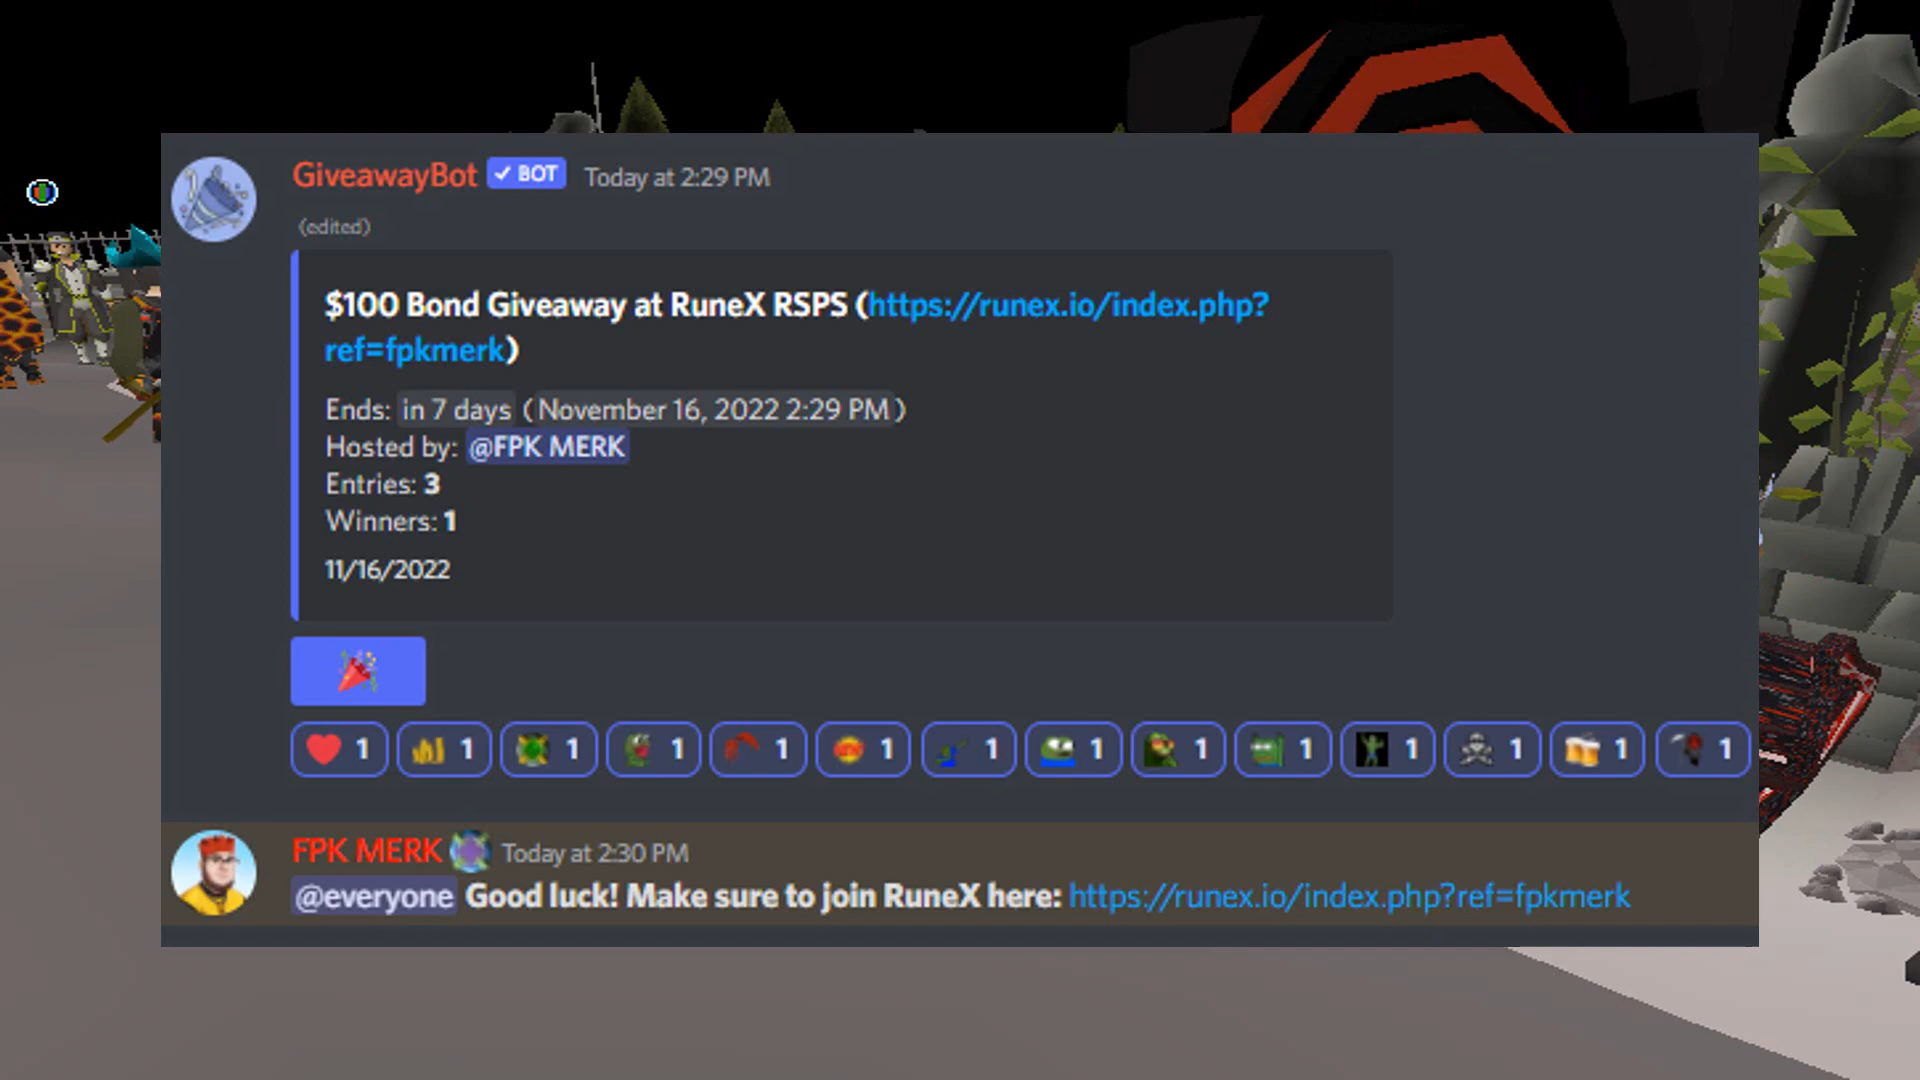 GiveawayBot ✓ BOT Today at 2:29 PM
(edited)
$100 Bond Giveaway at RuneX RSPS (https://runex.io/index.php?
ref=fpkmerk)
Ends: in 7 days (November 16, 2022 2:29 PM)
Hosted by: @FPK MERK
Entries: 3
Winners: 1
11/16/2022
1 1 1 1 1 1 1 1 1 1 1 1 1 1
FPK MERK Today at 2:30 PM
@everyone Good luck! Make sure to join RuneX here: https://runex.io/index.php?ref=fpkmerk